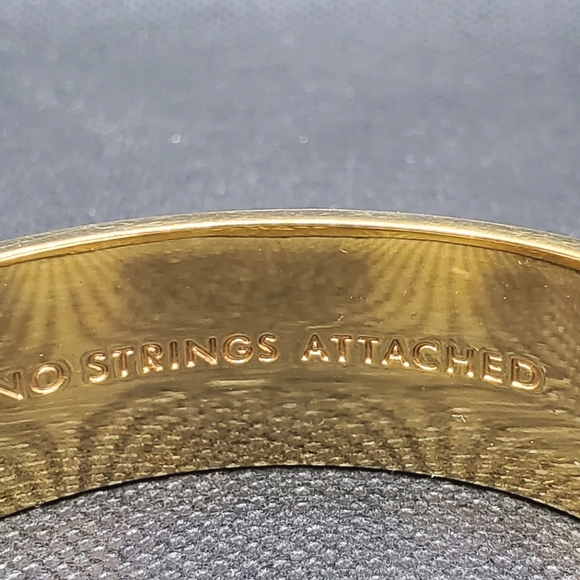 NO STRINGS ATTACHED